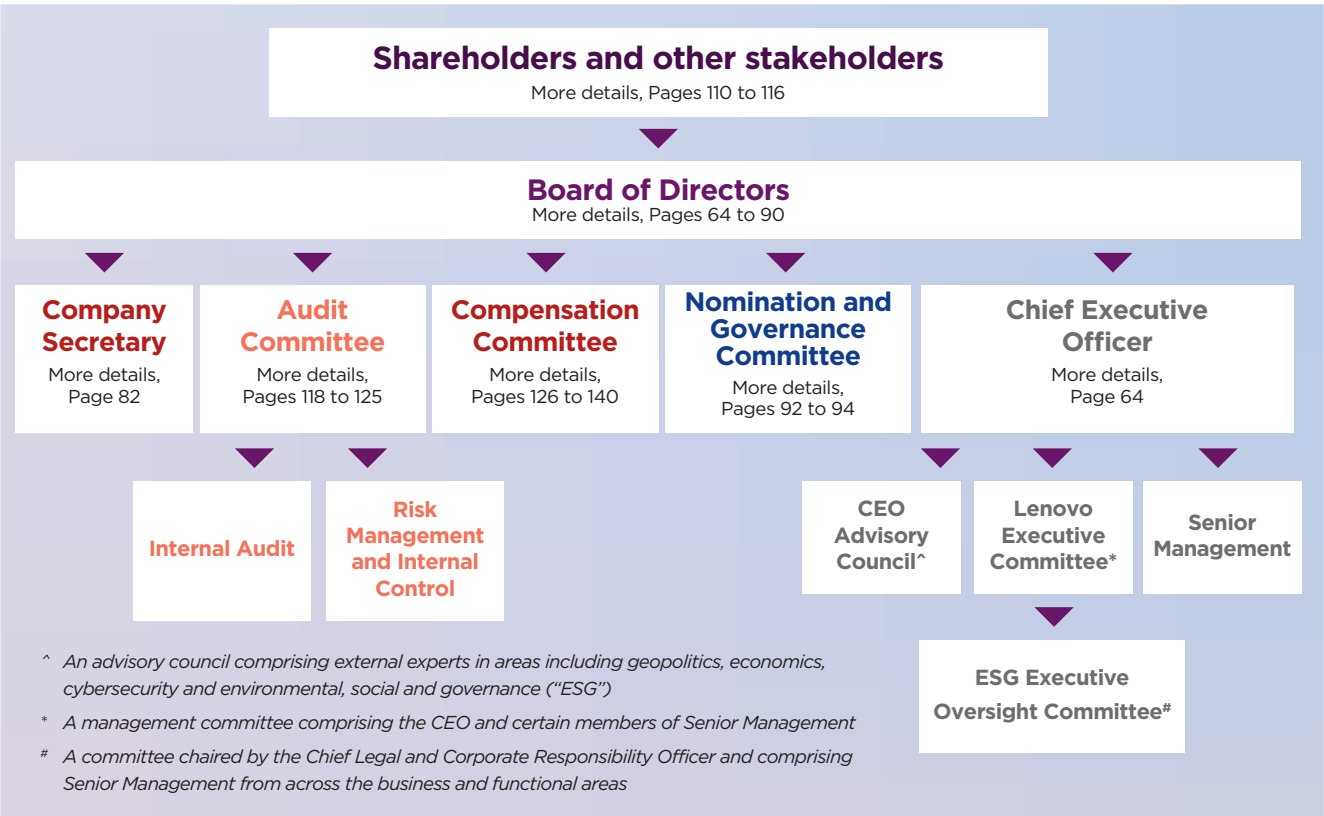 Shareholders and other stakeholders
More details, Pages 110 to 116
Board of Directors
More details, Pages 64 to 90
Company
Secretary
More details,
Page 82
Audit
Committee
More details,
Pages 118 to 125
Compensation
Committee
More details,
Pages 126 to 140
Nomination and
Governance
Committee
More details,
Pages 92 to 94
Chief Executive
Officer
More details,
Page 64
Internal Audit
Risk
Management
and Internal
Control
CEO
Advisory
Council^
Lenovo
Executive
Committee*
Senior
Management
ESG Executive
Oversight Committee#
^ An advisory council comprising external experts in areas including geopolitics, economics,
cybersecurity and environmental, social and governance (“ESG”)
* A management committee comprising the CEO and certain members of Senior Management
# A committee chaired by the Chief Legal and Corporate Responsibility Officer and comprising
Senior Management from across the business and functional areas